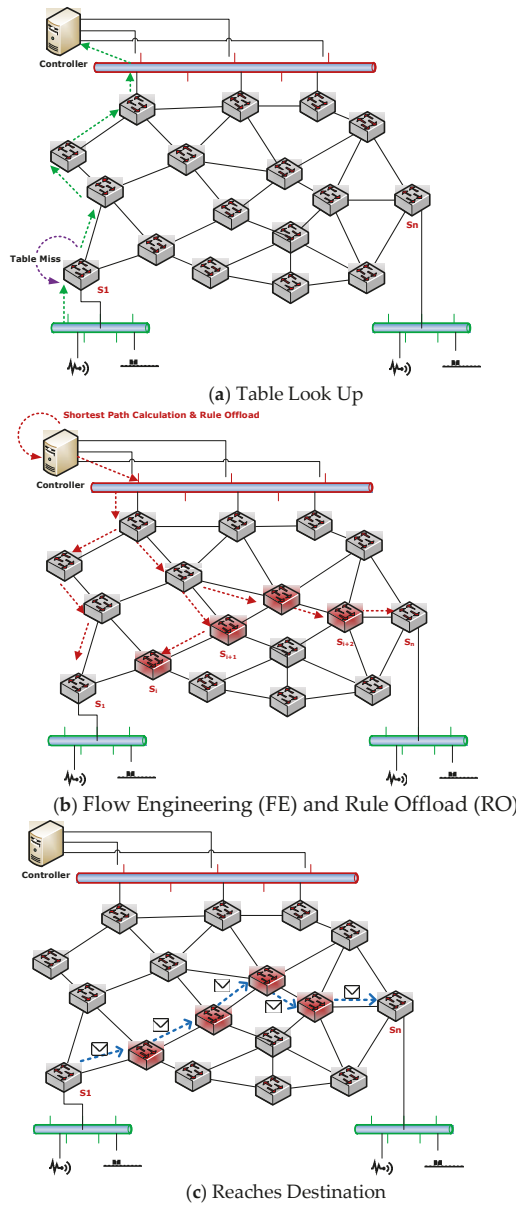 Controller
Table Miss
S1
Sn
(a) Table Look Up
Shortest Path Calculation & Rule Offload
Controller
Si+1
Si+2
Sn
Si
S1
(b) Flow Engineering (FE) and Rule Offload (RO)
Controller
Sn
S1
(c) Reaches Destination